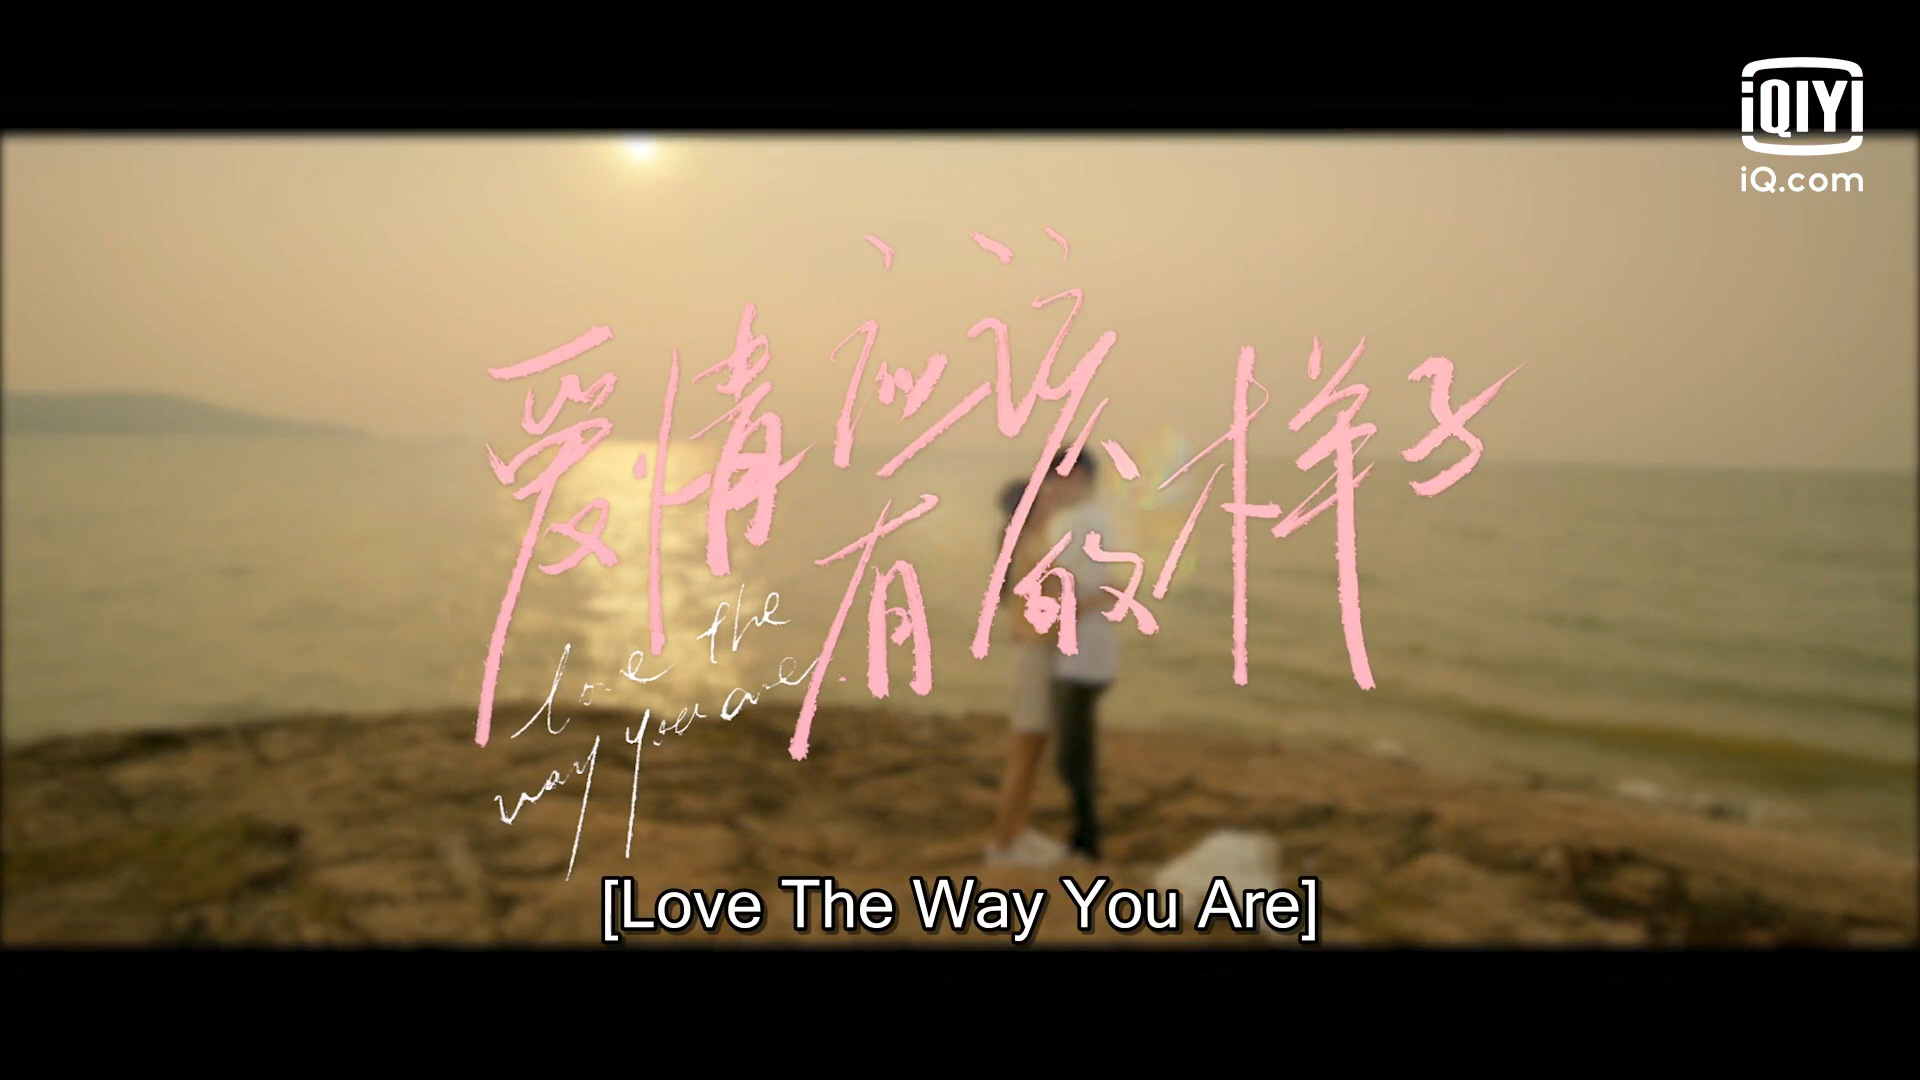 iQIYI
iQ.com
爱情应该
有的样子
love the
way you are
[Love The Way You Are]